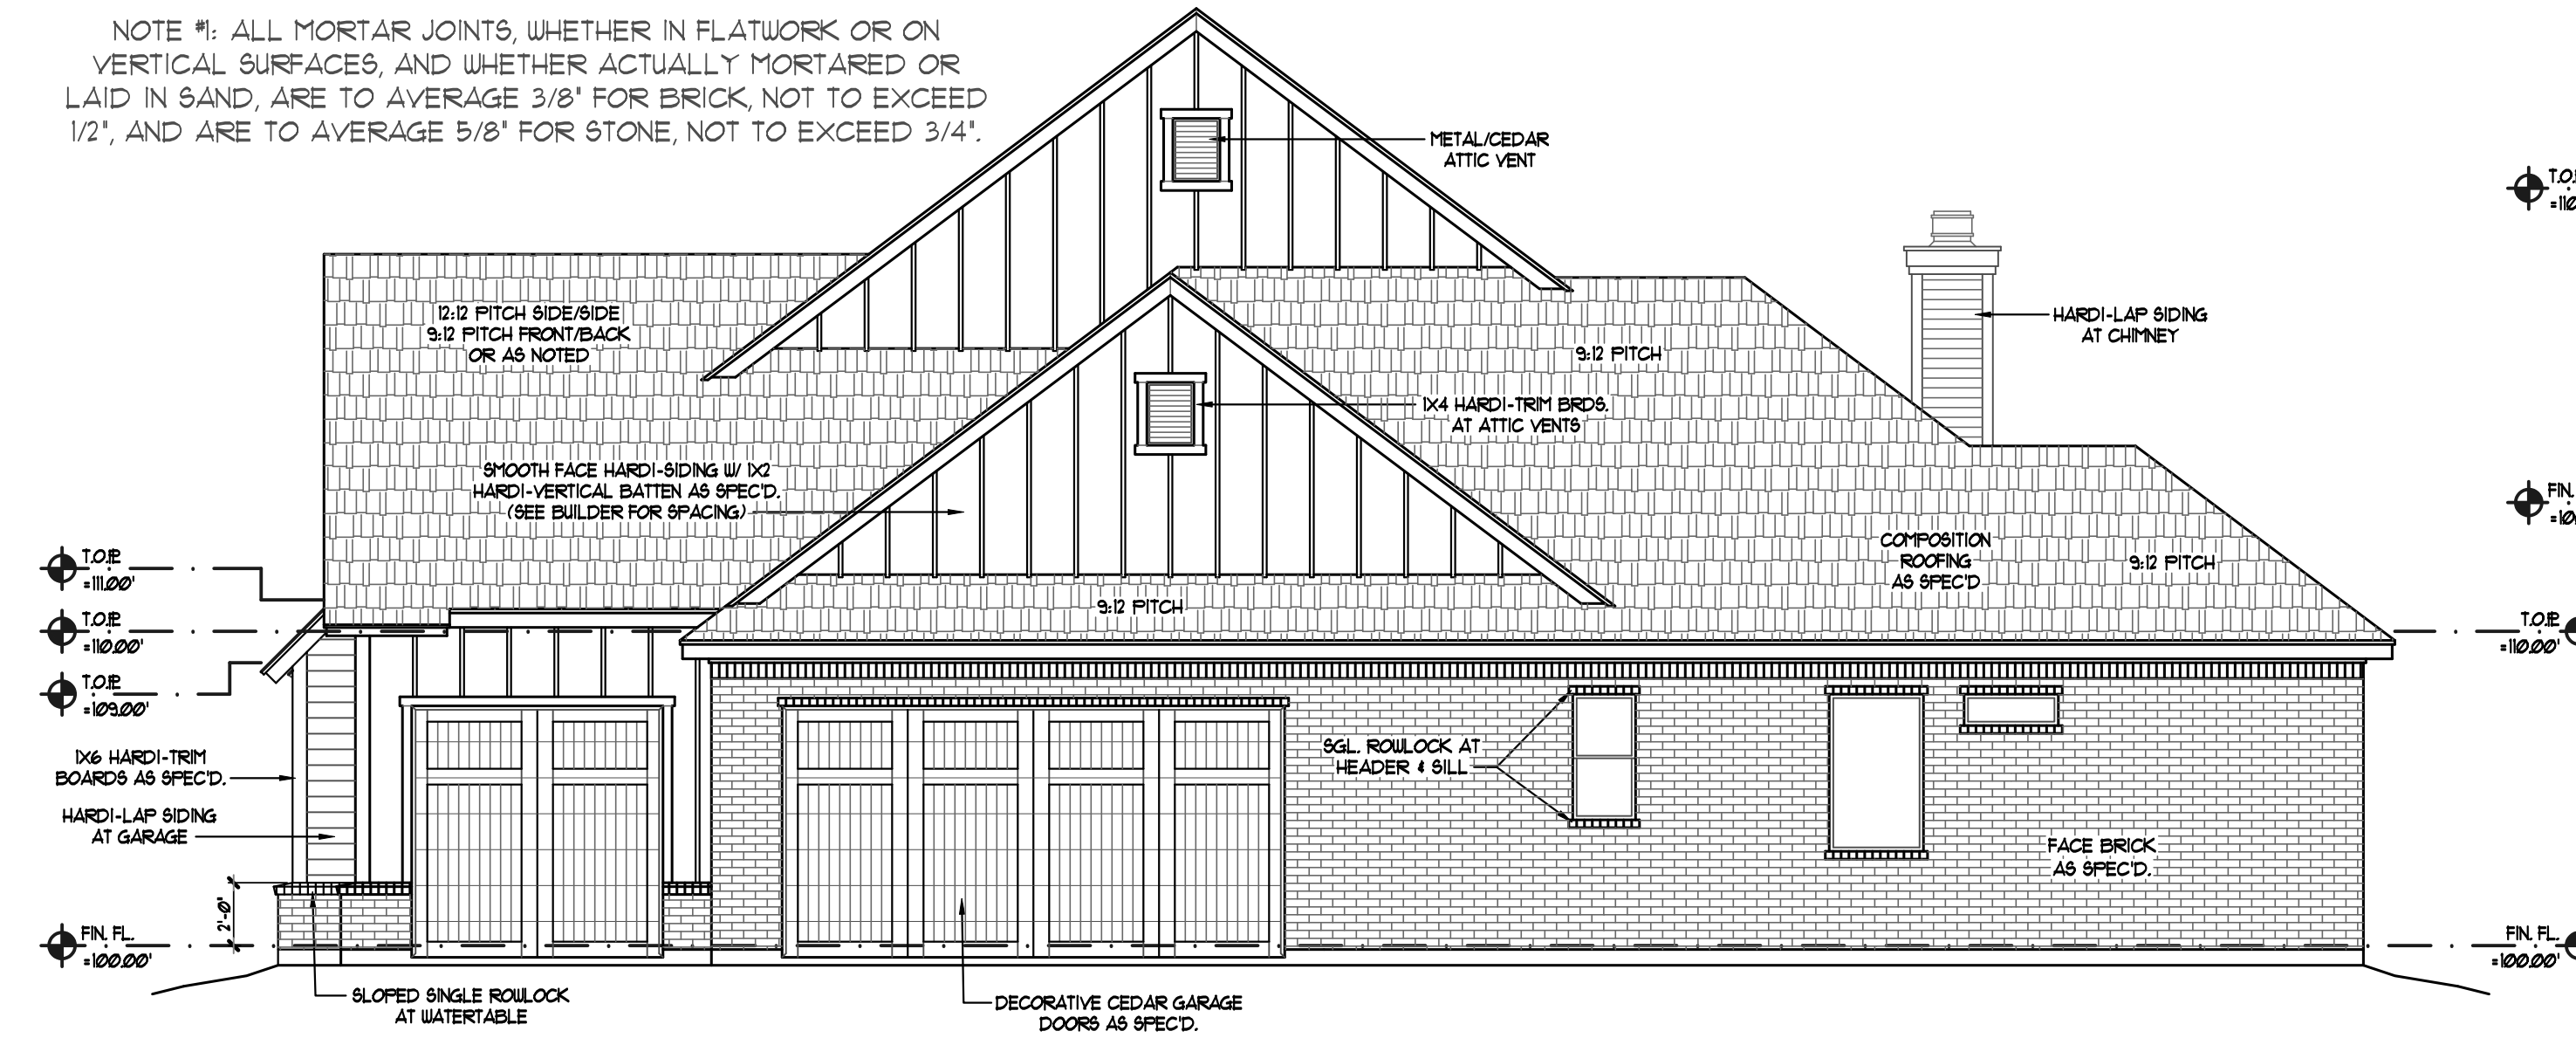 NOTE #1: ALL MORTAR JOINTS, WHETHER IN FLATWORK OR ON
VERTICAL SURFACES, AND WHETHER ACTUALLY MORTARED OR
LAID IN SAND, ARE TO AVERAGE 3/8" FOR BRICK, NOT TO EXCEED
1/2", AND ARE TO AVERAGE 5/8" FOR STONE, NOT TO EXCEED 3/4".
METAL/CEDAR
ATTIC VENT
12:12 PITCH SIDE/SIDE
9:12 PITCH FRONT/BACK
OR AS NOTED
HARDI-LAP SIDING
AT CHIMNEY
9:12 PITCH
1X4 HARDI-TRIM BRDS.
AT ATTIC VENTS
SMOOTH FACE HARDI-SIDING W/ 1X2
HARDI-VERTICAL BATTEN AS SPEC'D.
(SEE BUILDER FOR SPACING)
COMPOSITION
ROOFING
AS SPEC'D
9:12 PITCH
9:12 PITCH
T.O.P.
=111.00'
T.O.P.
=110.00'
T.O.P.
=109.00'
T.O.P.
=110.00'
1X6 HARDI-TRIM
BOARDS AS SPEC'D.
HARDI-LAP SIDING
AT GARAGE
SGL. ROWLOCK AT
HEADER & SILL
FACE BRICK
AS SPEC'D.
2'-0"
FIN. FL.
=100.00'
FIN. FL.
=100.00'
SLOPED SINGLE ROWLOCK
AT WATERTABLE
DECORATIVE CEDAR GARAGE
DOORS AS SPEC'D.
FIN.